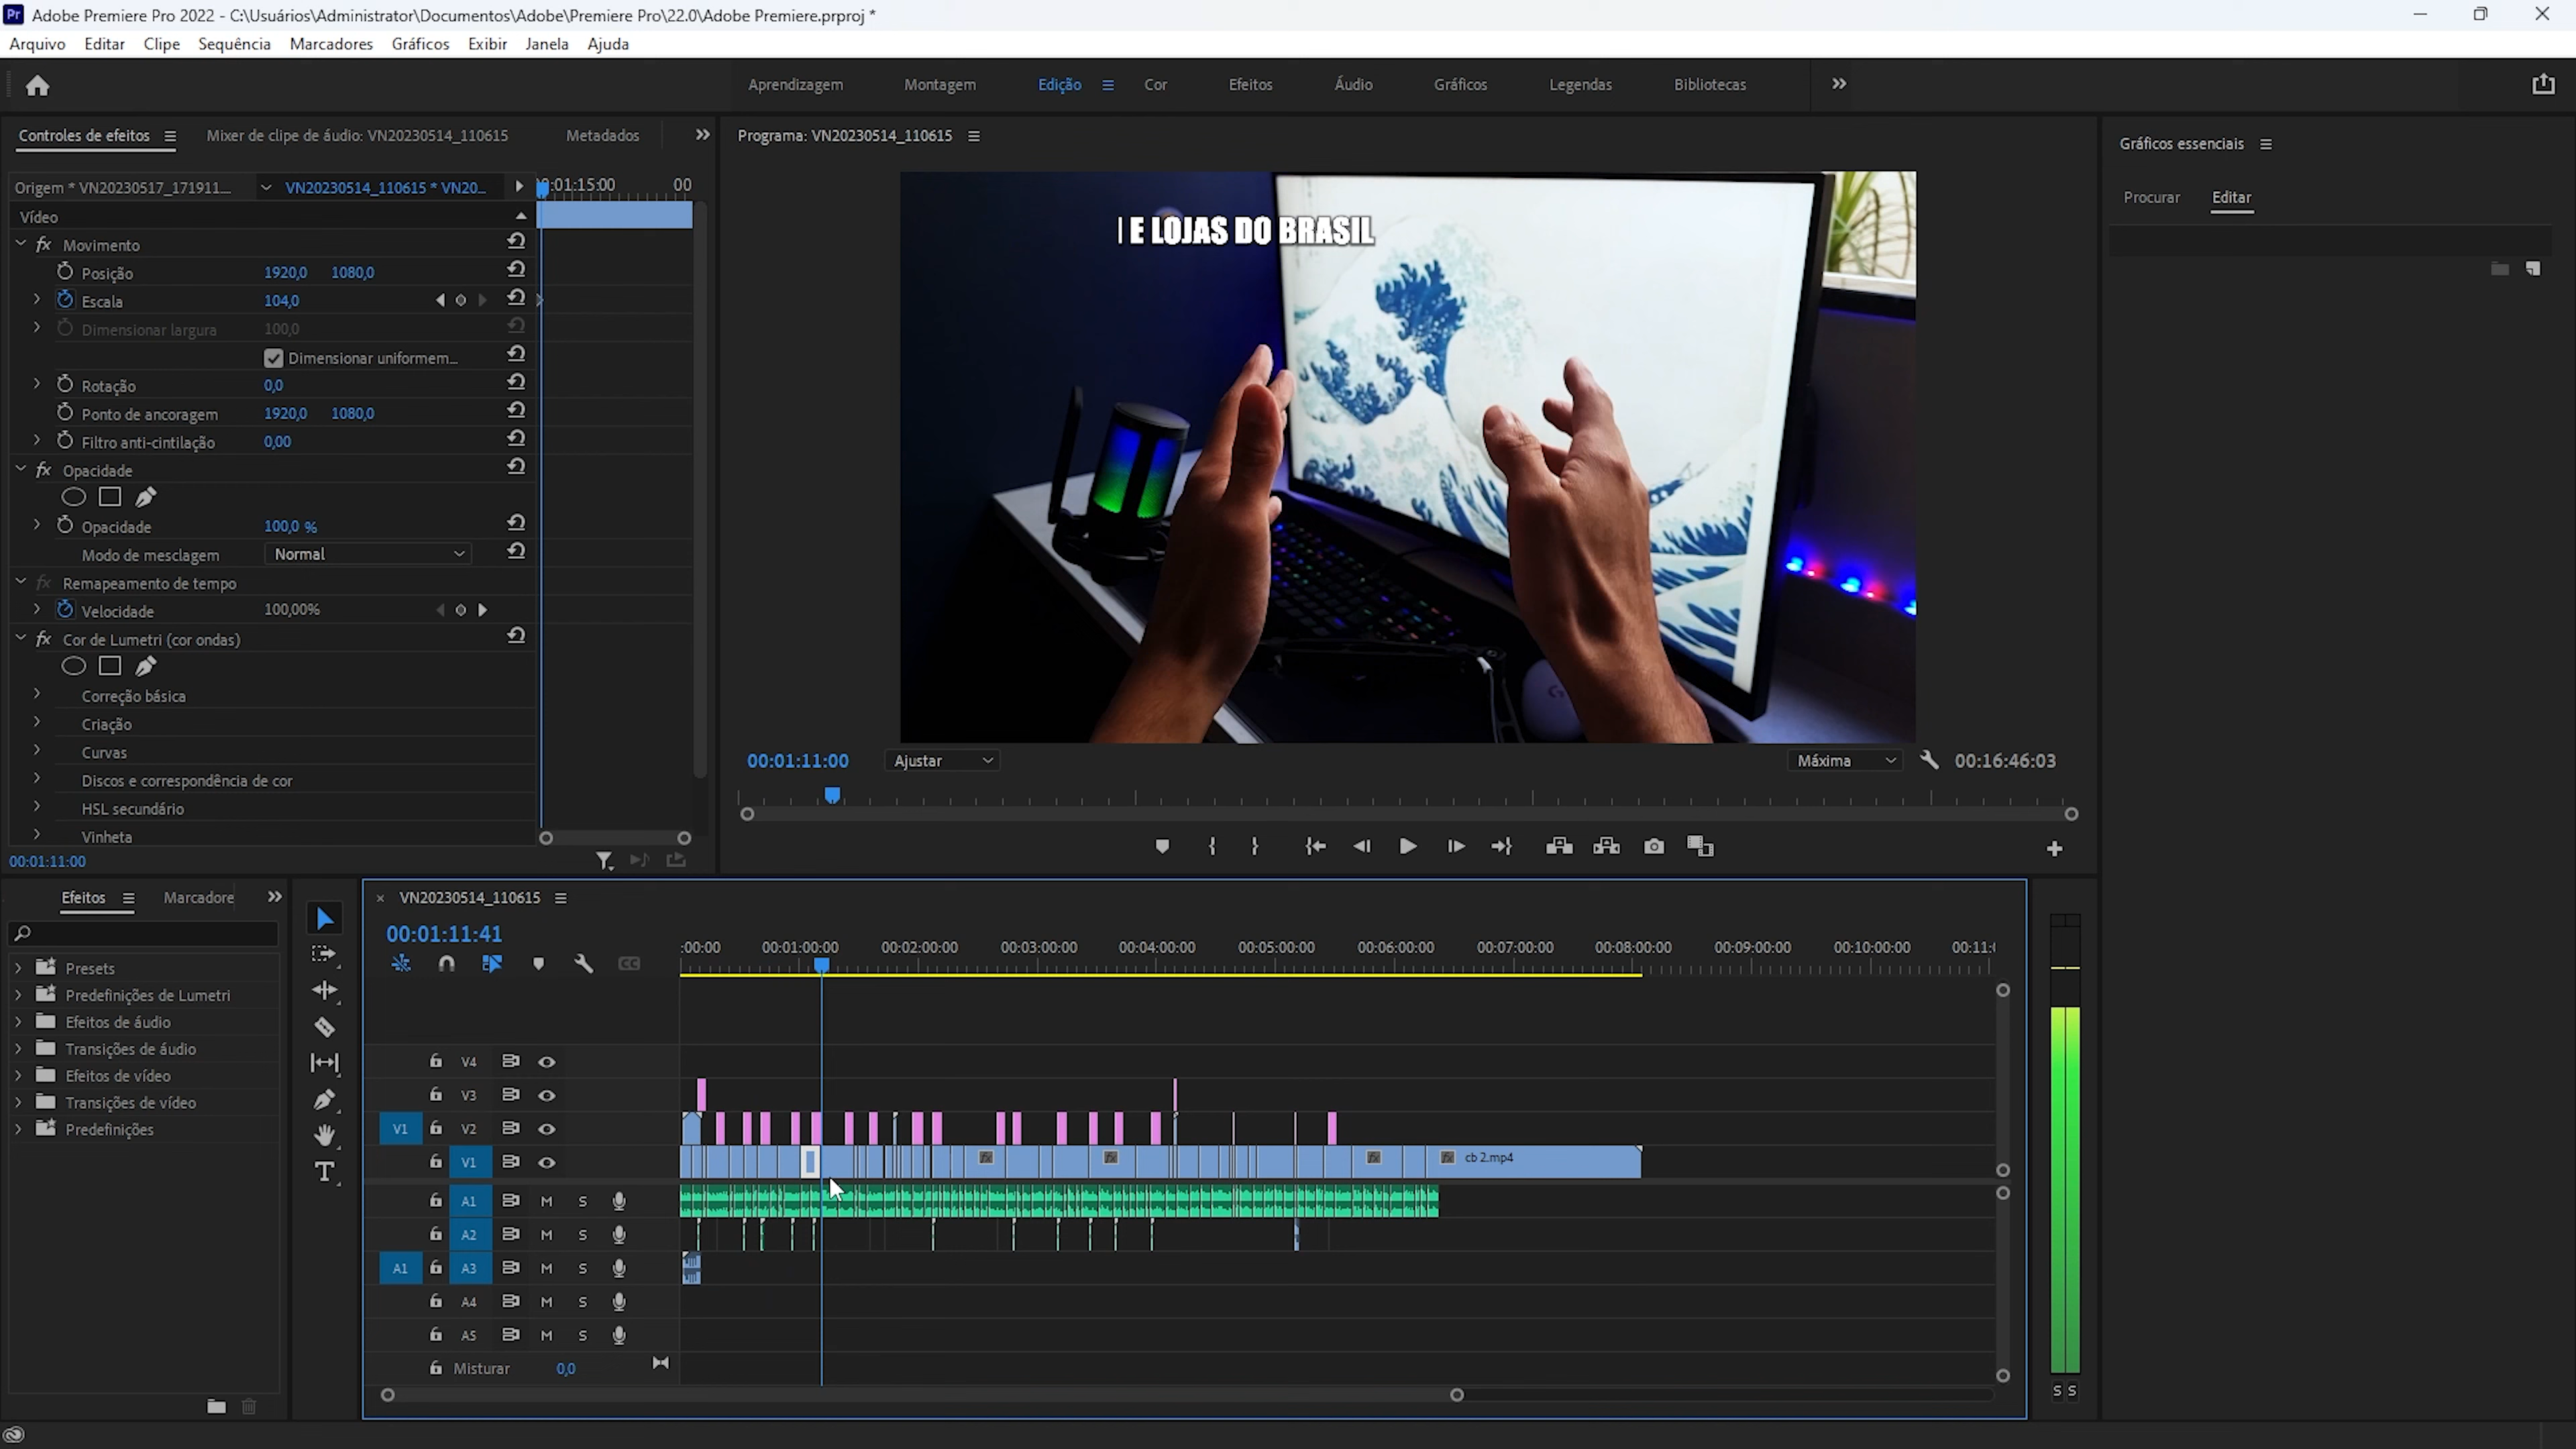 Pr Adobe Premiere Pro 2022 - C:\Usuários\Administrator\Documentos\Adobe\Premiere Pro\22.0\Adobe Premiere.prproj *
Arquivo Editar Clipe Sequência Marcadores Gráficos Exibir Janela Ajuda
Aprendizagem Montagem Edição Cor Efeitos Áudio Gráficos Legendas Bibliotecas
Controles de efeitos Mixer de clipe de áudio: VN20230514_110615 Metadados
Origem * VN20230517_171911... VN20230514_110615 * VN20... :01:15:00 00
Vídeo
fx Movimento
Posição 1920,0 1080,0
Escala 104,0
Dimensionar largura 100,0
Dimensionar uniformem...
Rotação 0,0
Ponto de ancoragem 1920,0 1080,0
Filtro anti-cintilação 0,00
fx Opacidade
Opacidade 100,0 %
Modo de mesclagem Normal
fx Remapeamento de tempo
Velocidade 100,00%
fx Cor de Lumetri (cor ondas)
Correção básica
Criação
Curvas
Discos e correspondência de cor
HSL secundário
Vinheta
00:01:11:00
Programa: VN20230514_110615
E LOJAS DO BRASIL
G
00:01:11:00 Ajustar Máxima 00:16:46:03
Gráficos essenciais
Procurar Editar
Efeitos Marcadore
Presets
Predefinições de Lumetri
Efeitos de áudio
Transições de áudio
Efeitos de vídeo
Transições de vídeo
Predefinições
VN20230514_110615
00:01:11:41
:00:00 00:01:00:00 00:02:00:00 00:03:00:00 00:04:00:00 00:05:00:00 00:06:00:00 00:07:00:00 00:08:00:00 00:09:00:00 00:10:00:00 00:11:
CC
V4
V3
V1 V2
V1 fx fx fx fx cb 2.mp4
A1 M S
A2 M S
A1 A3 M S
A4 M S
A5 M S
Misturar 0,0
S S